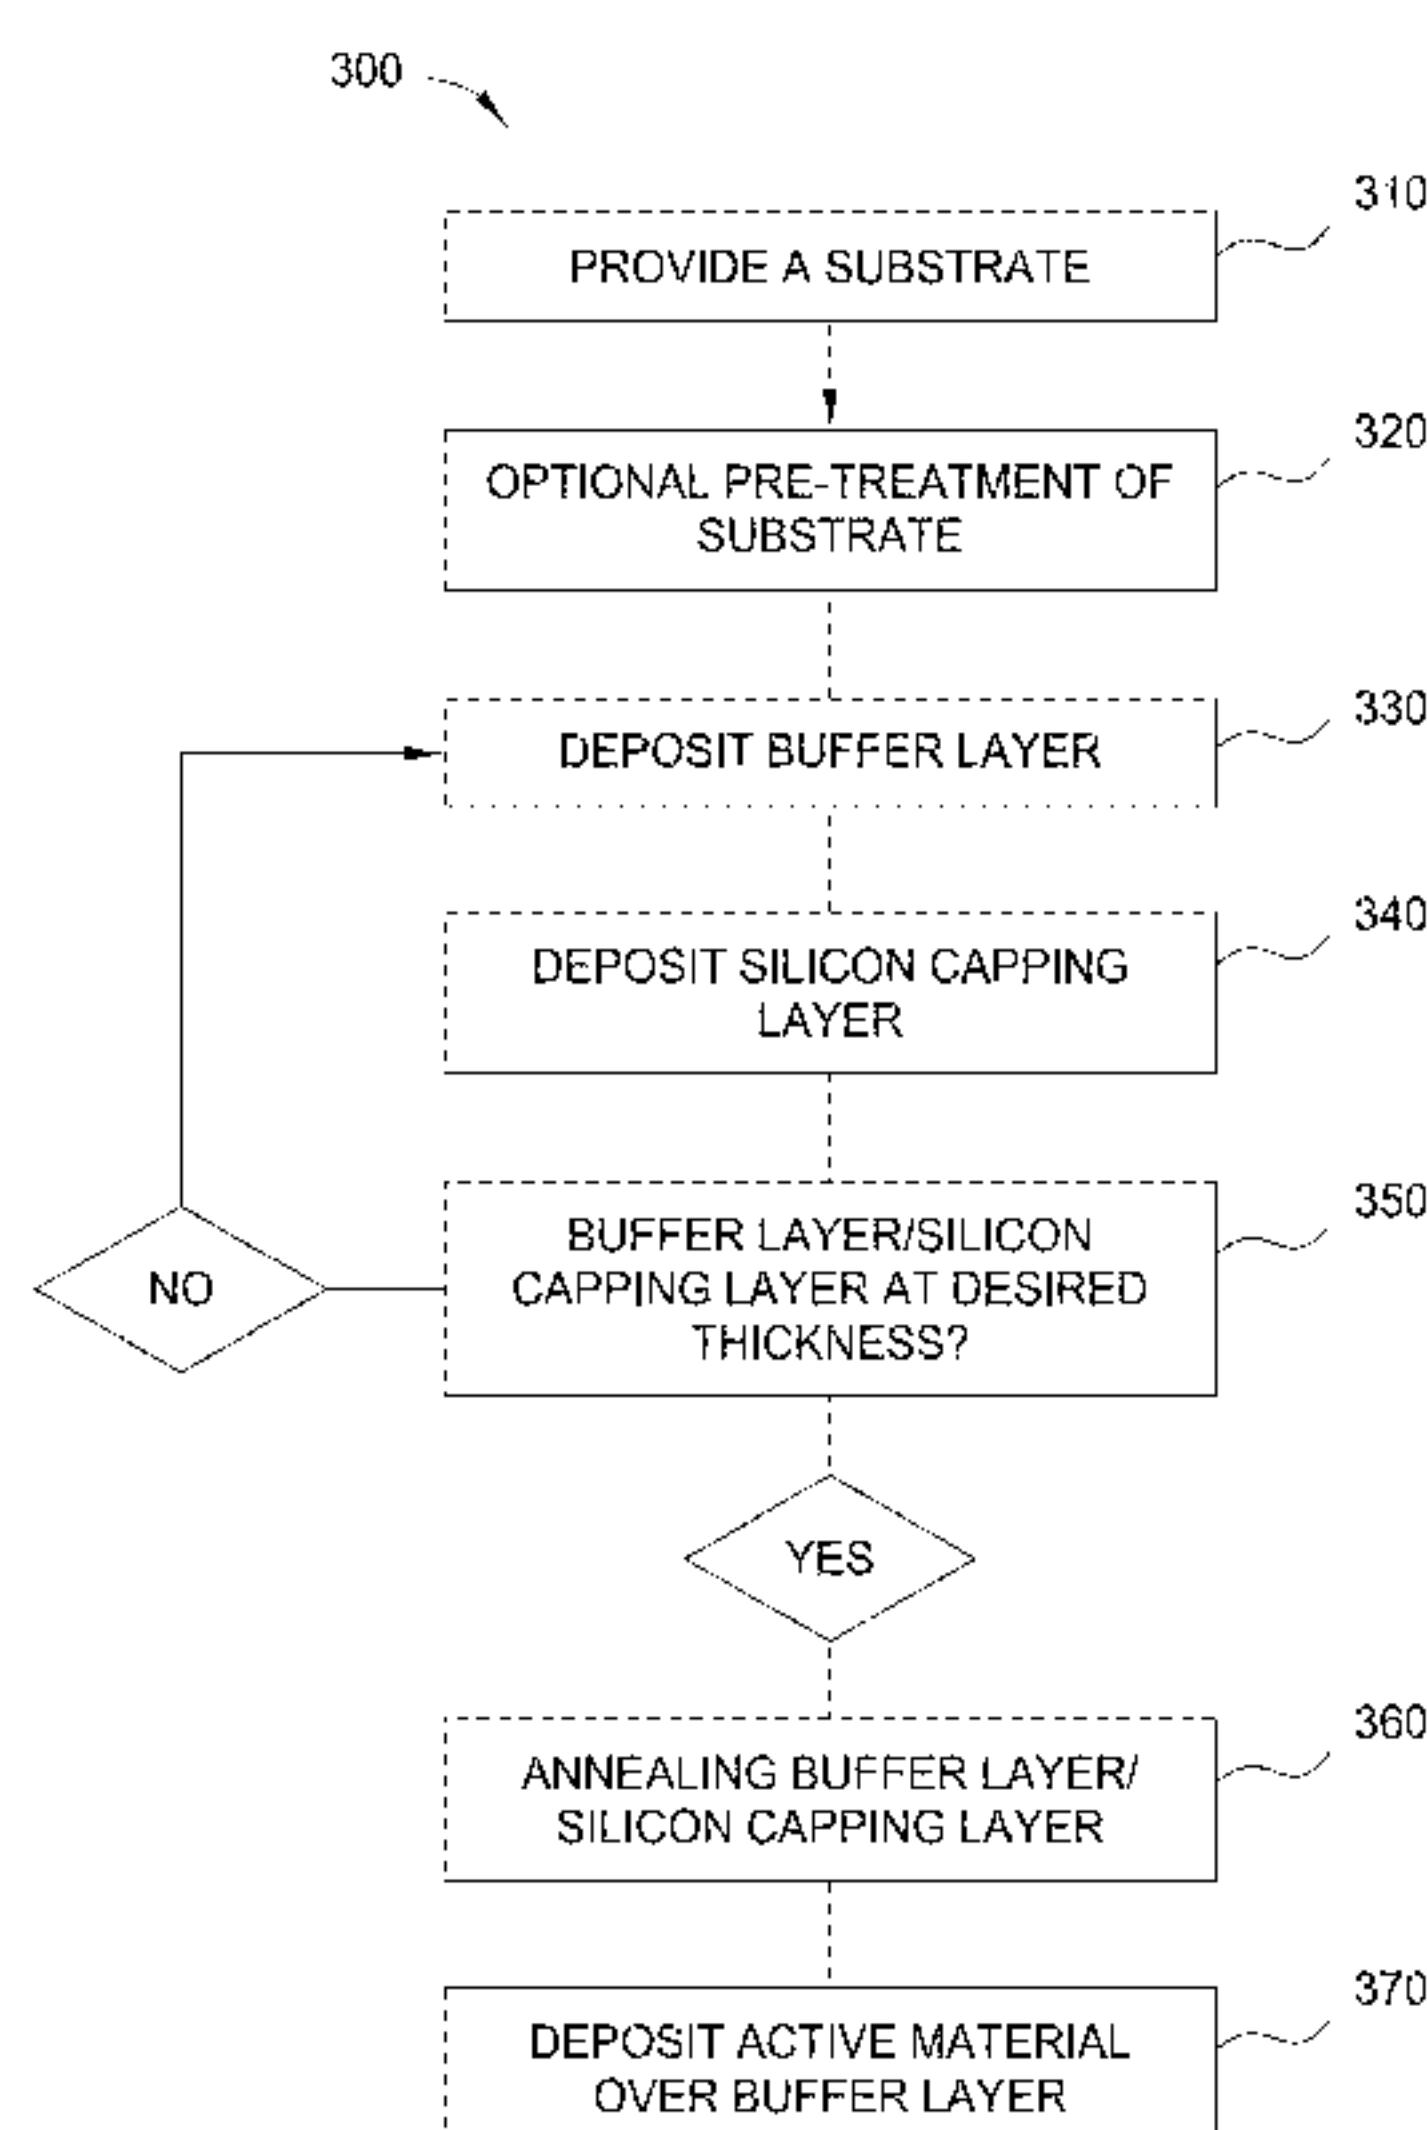 300
310
PROVIDE A SUBSTRATE
320
OPTIONAL PRE-TREATMENT OF
SUBSTRATE
330
DEPOSIT BUFFER LAYER
340
DEPOSIT SILICON CAPPING
LAYER
350
BUFFER LAYER/SILICON
CAPPING LAYER AT DESIRED
THICKNESS?
NO
YES
360
ANNEALING BUFFER LAYER/
SILICON CAPPING LAYER
370
DEPOSIT ACTIVE MATERIAL
OVER BUFFER LAYER